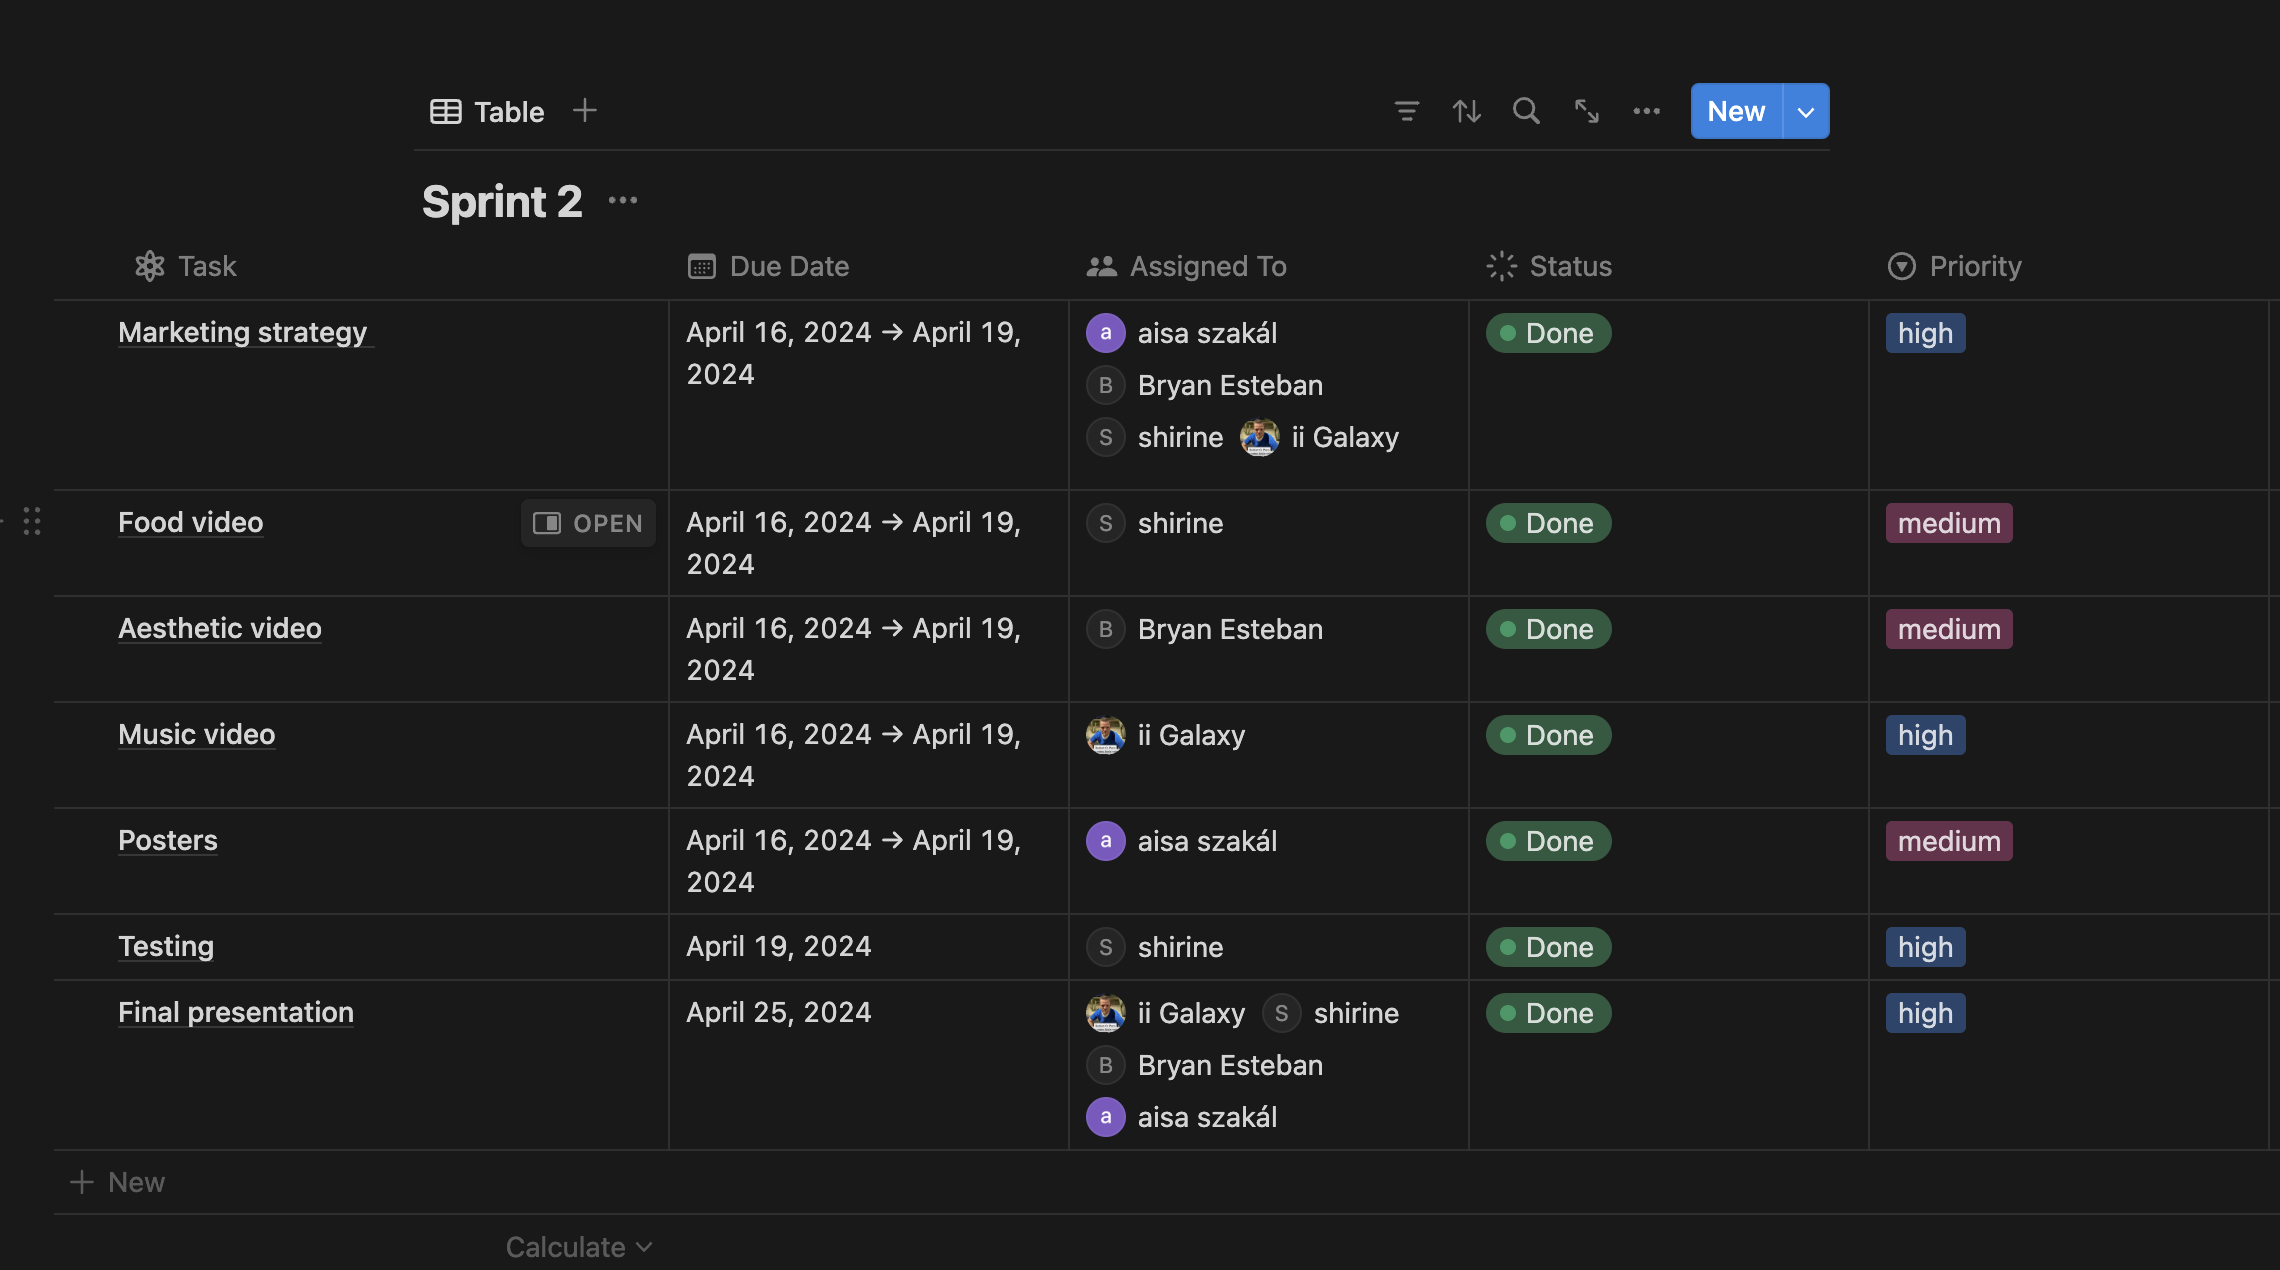 Table
New
Sprint 2
Task Due Date Assigned To Status Priority
Marketing strategy April 16, 2024 → April 19, a aisa szakál Done high
2024
B Bryan Esteban
S shirine ii Galaxy
Food video OPEN April 16, 2024 → April 19, S shirine Done medium
2024
Aesthetic video April 16, 2024 → April 19, B Bryan Esteban Done medium
2024
Music video April 16, 2024 → April 19, ii Galaxy Done high
2024
Posters April 16, 2024 → April 19, a aisa szakál Done medium
2024
Testing April 19, 2024 S shirine Done high
Final presentation April 25, 2024 ii Galaxy S shirine Done high
B Bryan Esteban
a aisa szakál
New
Calculate